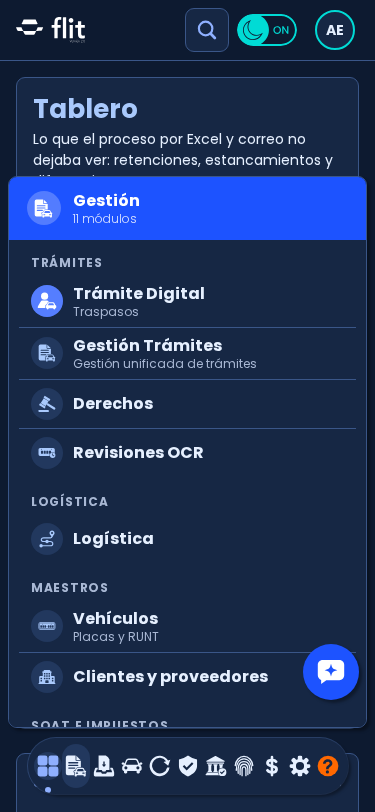 flit
ON
AE
Tablero
Lo que el proceso por Excel y correo no
dejaba ver: retenciones, estancamientos y
Gestión
11 módulos
TRÁMITES
Trámite Digital
Traspasos
Gestión Trámites
Gestión unificada de trámites
Derechos
Revisiones OCR
LOGÍSTICA
Logística
MAESTROS
Vehículos
Placas y RUNT
Clientes y proveedores
SOAT E IMPUESTOS